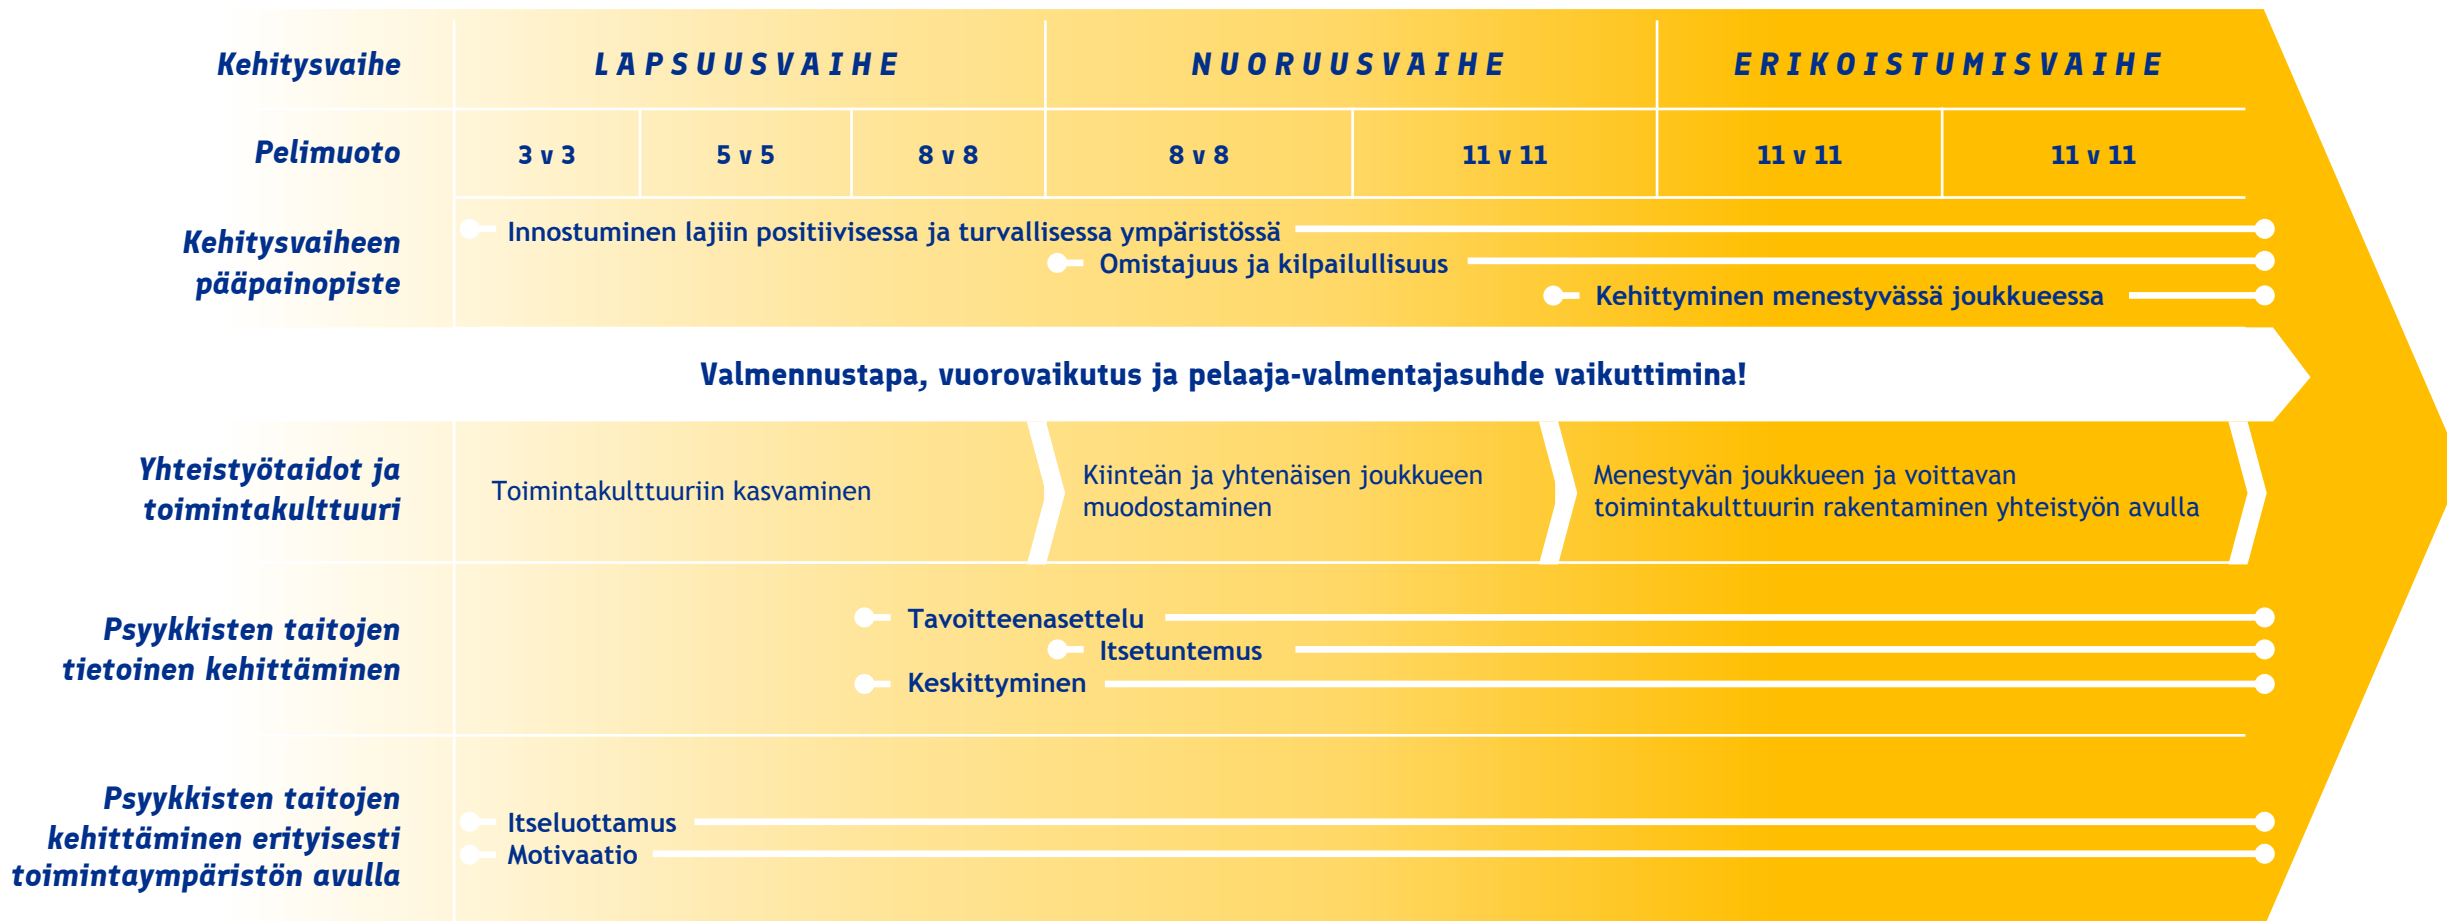 Kehitysvaihe
LAPSUUSVAIHE
NUORUUSVAIHE
ERIKOISTUMISVAIHE
Pelimuoto
3 v 3
5 v 5
8 v 8
8 v 8
11 v 11
11 v 11
11 v 11
Kehitysvaiheen
pääpainopiste
Innostuminen lajiin positiivisessa ja turvallisessa ympäristössä
Omistajuus ja kilpailullisuus
Kehittyminen menestyvässä joukkueessa
Valmennustapa, vuorovaikutus ja pelaaja-valmentajasuhde vaikuttimina!
Yhteistyötaidot ja
toimintakulttuuri
Toimintakulttuuriin kasvaminen
Kiinteän ja yhtenäisen joukkueen
muodostaminen
Menestyvän joukkueen ja voittavan
toimintakulttuurin rakentaminen yhteistyön avulla
Psyykkisten taitojen
tietoinen kehittäminen
Tavoitteenasettelu
Itsetuntemus
Keskittyminen
Psyykkisten taitojen
kehittäminen erityisesti
toimintaympäristön avulla
Itseluottamus
Motivaatio